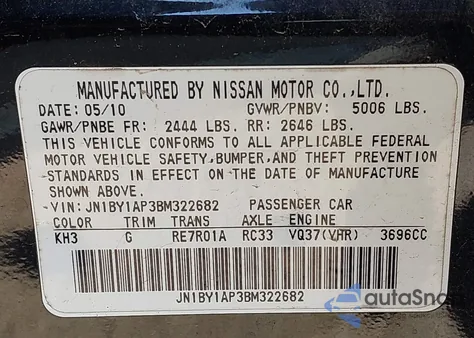 MANUFACTURED BY NISSAN MOTOR CO.,LTD.
DATE: 05/10 GVWR/PNBV: 5006 LBS.
GAWR/PNBE FR: 2444 LBS. RR: 2646 LBS.
THIS VEHICLE CONFORMS TO ALL APPLICABLE FEDERAL
MOTOR VEHICLE SAFETY,BUMPER,AND THEFT PREVENTION
STANDARDS IN EFFECT ON THE DATE OF MANUFACTURE
SHOWN ABOVE.
VIN: JN1BY1AP3BM322682 PASSENGER CAR
COLOR TRIM TRANS AXLE ENGINE
KH3 G RE7R01A RC33 VQ37(VHR) 3696CC
JN1BY1AP3BM322682
autaSnap